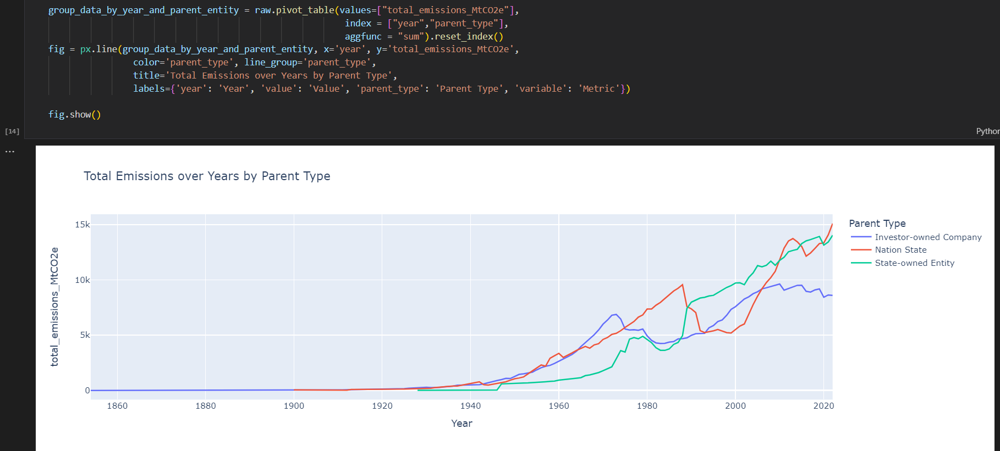 group_data_by_year_and_parent_entity = raw.pivot_table(values=["total_emissions_MtCO2e"],
index = ["year","parent_type"],
aggfunc = "sum").reset_index()
fig = px.line(group_data_by_year_and_parent_entity, x='year', y='total_emissions_MtCO2e',
color='parent_type', line_group='parent_type',
title='Total Emissions over Years by Parent Type',
labels={'year': 'Year', 'value': 'Value', 'parent_type': 'Parent Type', 'variable': 'Metric'})
fig.show()
[14]
Python
...
Total Emissions over Years by Parent Type
total_emissions_MtCO2e
15k
10k
5k
0
1860 1880 1900 1920 1940 1960 1980 2000 2020
Year
Parent Type
Investor-owned Company
Nation State
State-owned Entity